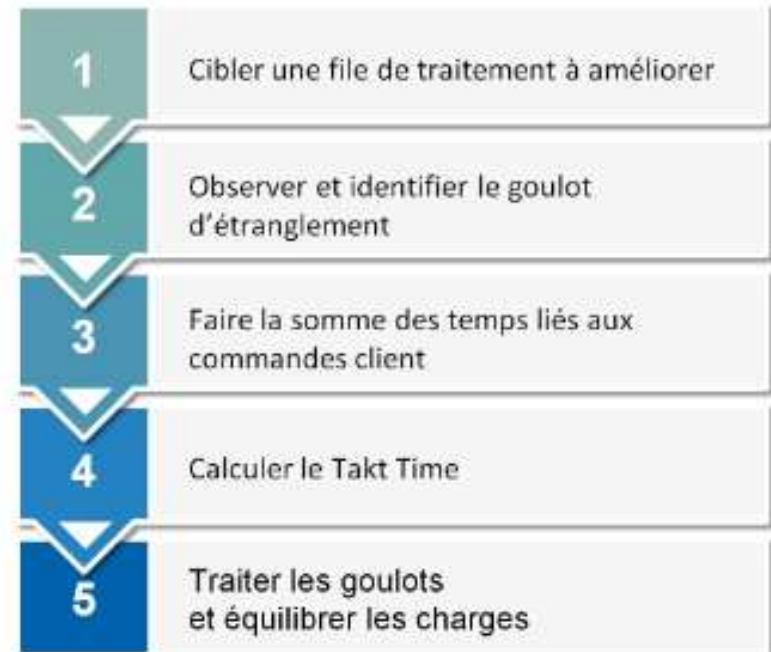 1
Cibler une file de traitement à améliorer
2
Observer et identifier le goulot
d'étranglement
3
Faire la somme des temps liés aux
commandes client
4
Calculer le Takt Time
5
Traiter les goulots
et équilibrer les charges